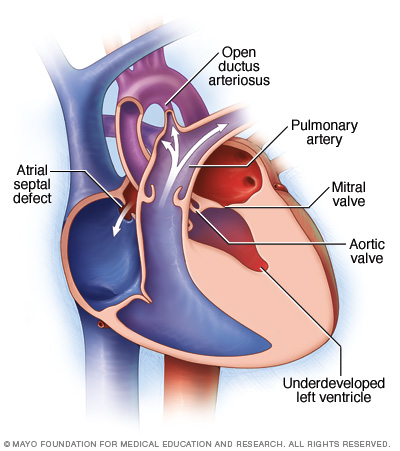 Open
ductus
arteriosus
Pulmonary
artery
Atrial
septal
defect
Mitral
valve
Aortic
valve
Underdeveloped
left ventricle
© MAYO FOUNDATION FOR MEDICAL EDUCATION AND RESEARCH. ALL RIGHTS RESERVED.